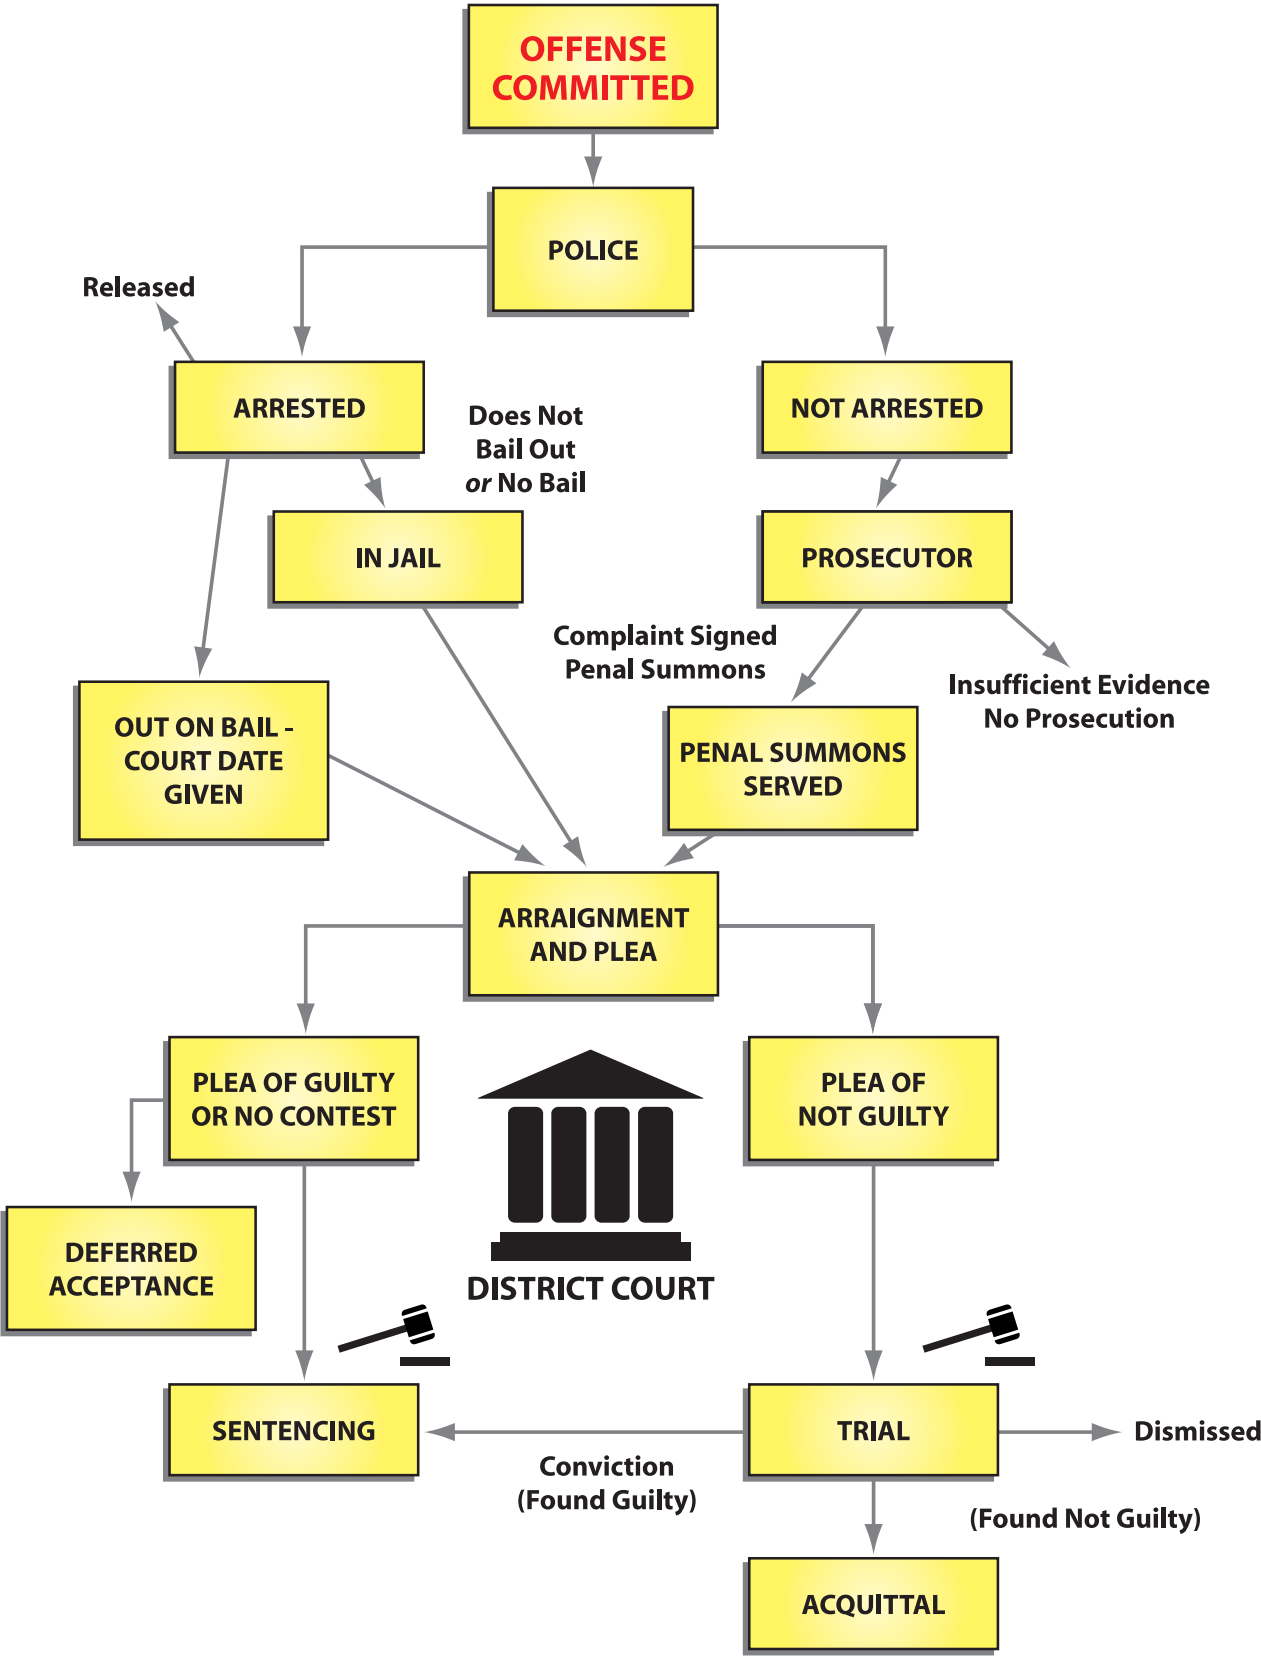 OFFENSE
COMMITTED
POLICE
Released
ARRESTED
Does Not
Bail Out
or No Bail
NOT ARRESTED
IN JAIL
PROSECUTOR
Complaint Signed
Penal Summons
Insufficient Evidence
No Prosecution
OUT ON BAIL -
COURT DATE
GIVEN
PENAL SUMMONS
SERVED
ARRAIGNMENT
AND PLEA
PLEA OF GUILTY
OR NO CONTEST
PLEA OF
NOT GUILTY
DEFERRED
ACCEPTANCE
DISTRICT COURT
SENTENCING
Conviction
(Found Guilty)
TRIAL
Dismissed
(Found Not Guilty)
ACQUITTAL